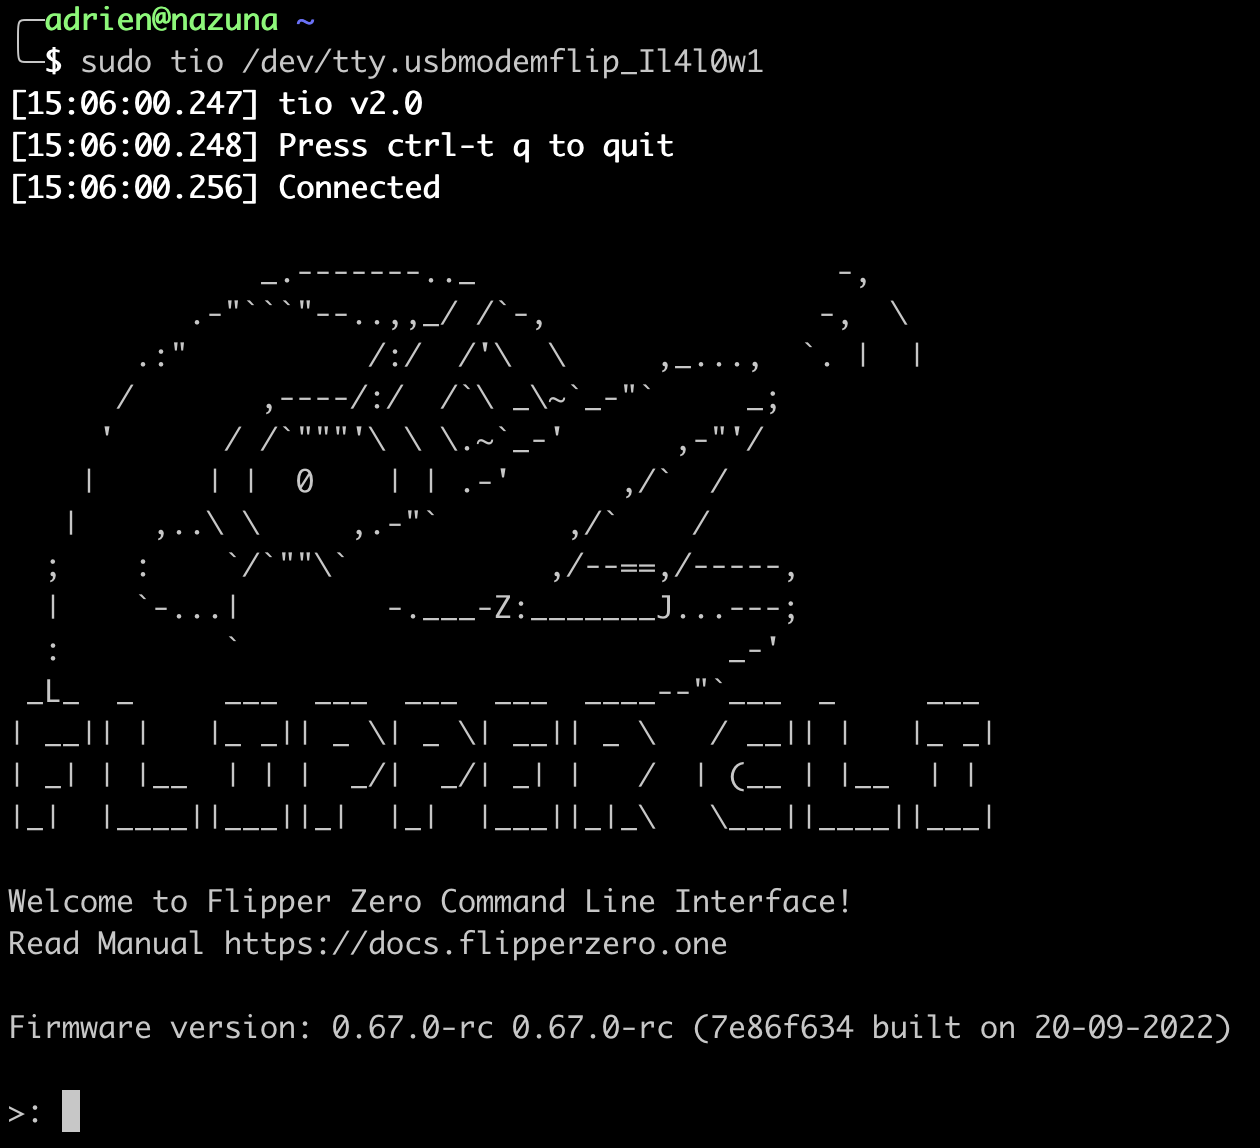 adrien@nazuna ~
$ sudo tio /dev/tty.usbmodemflip_Il4l0w1
[15:06:00.247] tio v2.0
[15:06:00.248] Press ctrl-t q to quit
[15:06:00.256] Connected
FLIPPER CLI
Welcome to Flipper Zero Command Line Interface!
Read Manual https://docs.flipperzero.one
Firmware version: 0.67.0-rc 0.67.0-rc (7e86f634 built on 20-09-2022)
>: